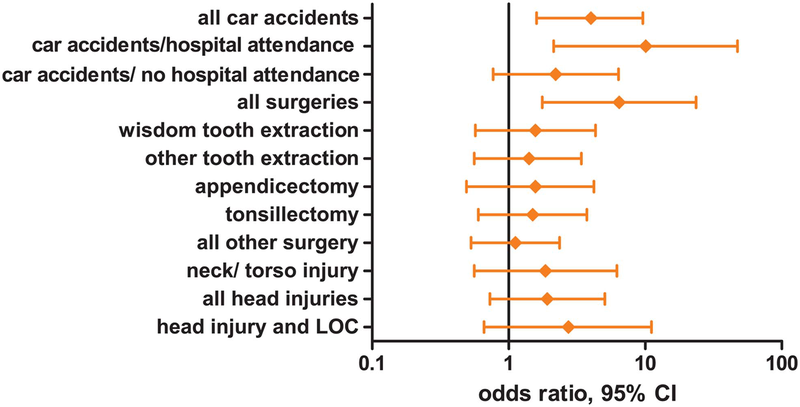 all car accidents
car accidents/hospital attendance
car accidents/ no hospital attendance
all surgeries
wisdom tooth extraction
other tooth extraction
appendicectomy
tonsillectomy
all other surgery
neck/ torso injury
all head injuries
head injury and LOC
0.1 1 10 100
odds ratio, 95% CI